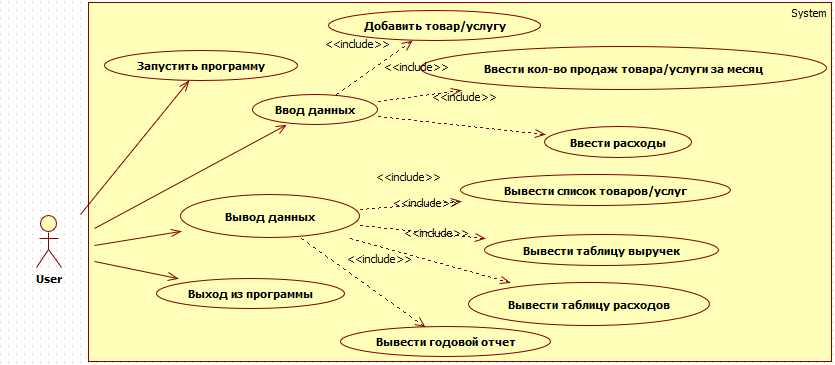 System
Добавить товар/услугу
<<include>>
Запустить программу
<<include>>
Ввести кол-во продаж товара/услуги за месяц
<<include>>
Ввод данных
Ввести расходы
<<include>>
Вывести список товаров/услуг
<<include>>
Вывод данных
<<include>>
Вывести таблицу выручек
<<include>>
User
Выход из программы
Вывести таблицу расходов
Вывести годовой отчет